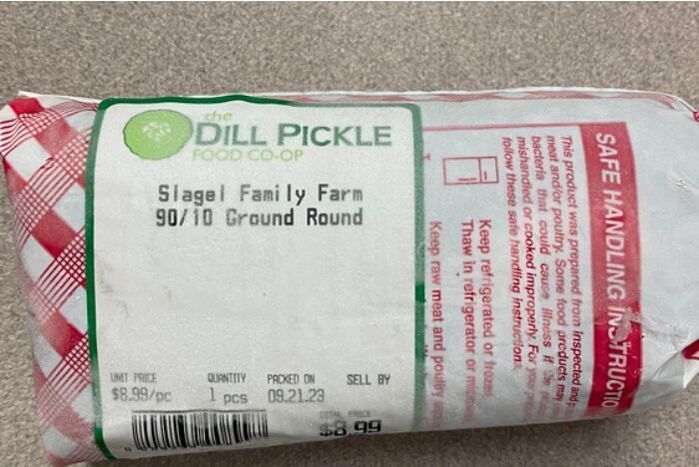 the
DILL PICKLE
FOOD CO-OP
Slagel Family Farm
90/10 Ground Round
UNIT PRICE QUANTITY PACKED ON SELL BY
$8.99/pc 1 pcs 09.21.23
TOTAL PRICE
$8.99
SAFE HANDLING INSTRUCTIO
This product was prepared from inspected and
meat and/or poultry. Some food products may
bacteria that could cause illness if the
mishandled or cooked improperly. For your
follow these safe handling instructions.
Keep refrigerated or frozen.
Thaw in refrigerator or
Keep raw meat and poultry